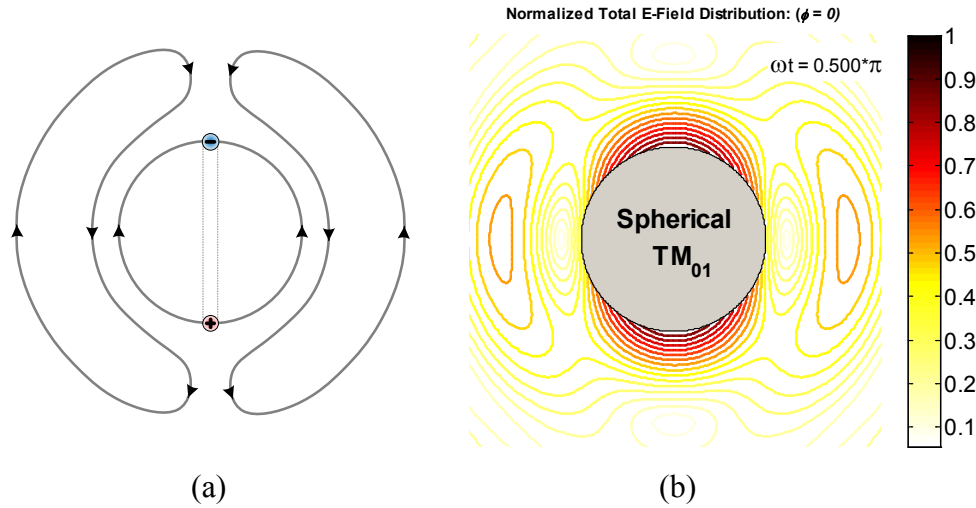 Normalized Total E-Field Distribution: (ϕ = 0)
ωt = 0.500*π
-
+
Spherical
TM01
1
0.9
0.8
0.7
0.6
0.5
0.4
0.3
0.2
0.1
(a)
(b)